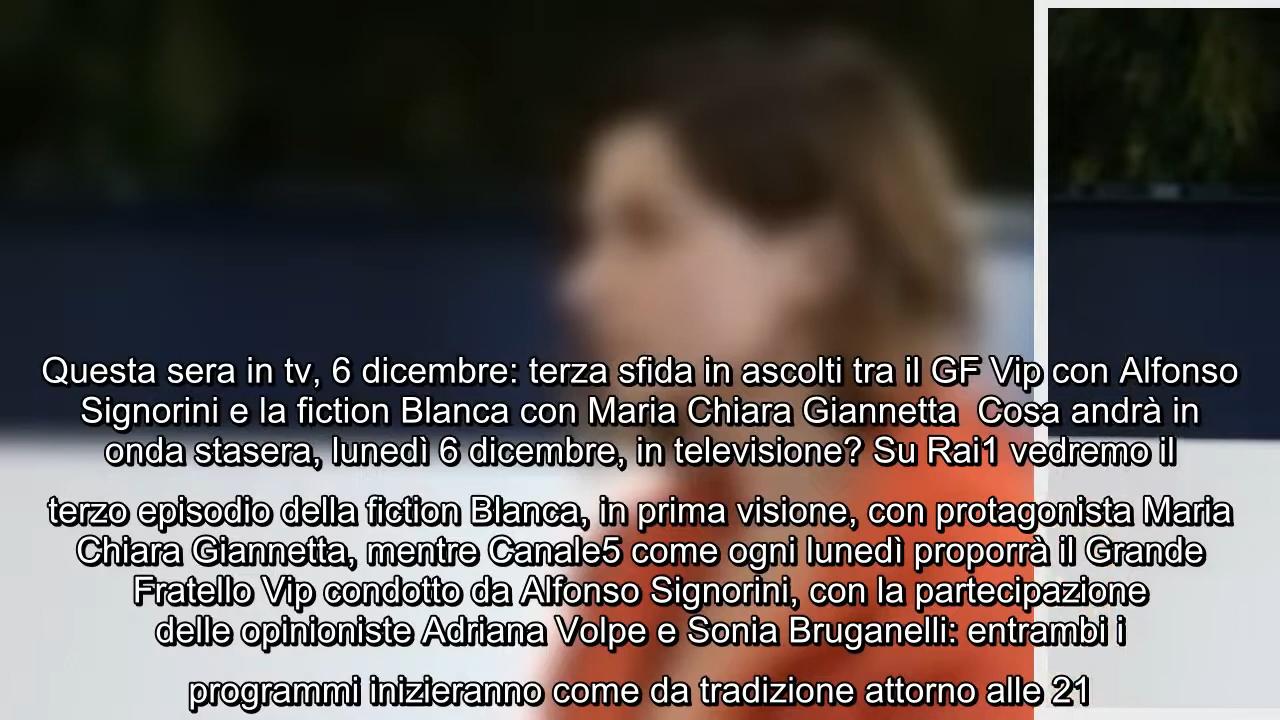 Questa sera in tv, 6 dicembre: terza sfida in ascolti tra il GF Vip con Alfonso
Signorini e la fiction Blanca con Maria Chiara Giannetta  Cosa andrà in
onda stasera, lunedì 6 dicembre, in televisione? Su Rai1 vedremo il
terzo episodio della fiction Blanca, in prima visione, con protagonista Maria
Chiara Giannetta, mentre Canale5 come ogni lunedì proporrà il Grande
Fratello Vip condotto da Alfonso Signorini, con la partecipazione
delle opinioniste Adriana Volpe e Sonia Bruganelli: entrambi i
programmi inizieranno come da tradizione attorno alle 21